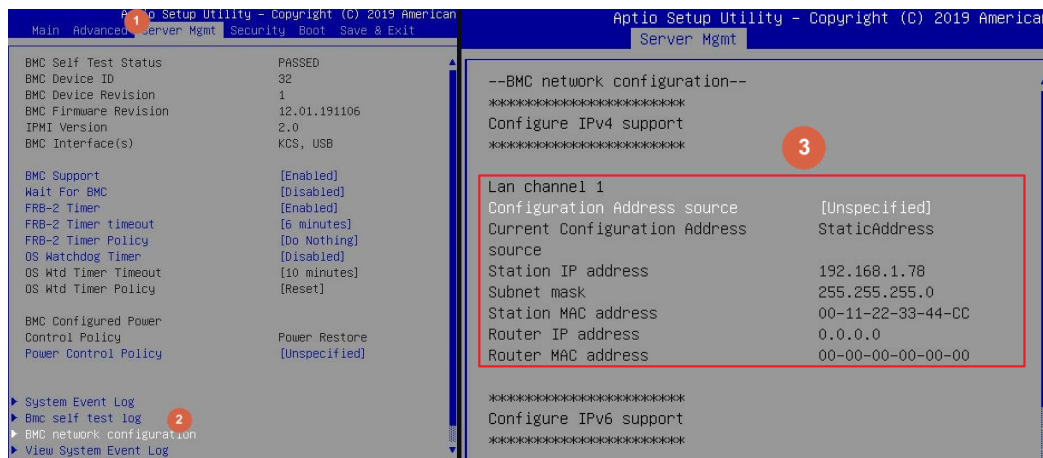 Aptio Setup Utility – Copyright (C) 2019 American
1
Main Advanced Server Mgmt Security Boot Save & Exit
BMC Self Test Status PASSED
BMC Device ID 32
BMC Device Revision 1
BMC Firmware Revision 12.01.191106
IPMI Version 2.0
BMC Interface(s) KCS, USB
BMC Support [Enabled]
Wait For BMC [Disabled]
FRB-2 Timer [Enabled]
FRB-2 Timer timeout [6 minutes]
FRB-2 Timer Policy [Do Nothing]
OS Watchdog Timer [Disabled]
OS Wtd Timer Timeout [10 minutes]
OS Wtd Timer Policy [Reset]
BMC Configured Power
Control Policy Power Restore
Power Control Policy [Unspecified]
System Event Log
Bmc self test log
2
BMC network configuration
View System Event Log
Aptio Setup Utility – Copyright (C) 2019 America
Server Mgmt
--BMC network configuration--
***********************
Configure IPv4 support
***********************
3
Lan channel 1
Configuration Address source [Unspecified]
Current Configuration Address StaticAddress
source
Station IP address 192.168.1.78
Subnet mask 255.255.255.0
Station MAC address 00-11-22-33-44-CC
Router IP address 0.0.0.0
Router MAC address 00-00-00-00-00-00
***********************
Configure IPv6 support
***********************